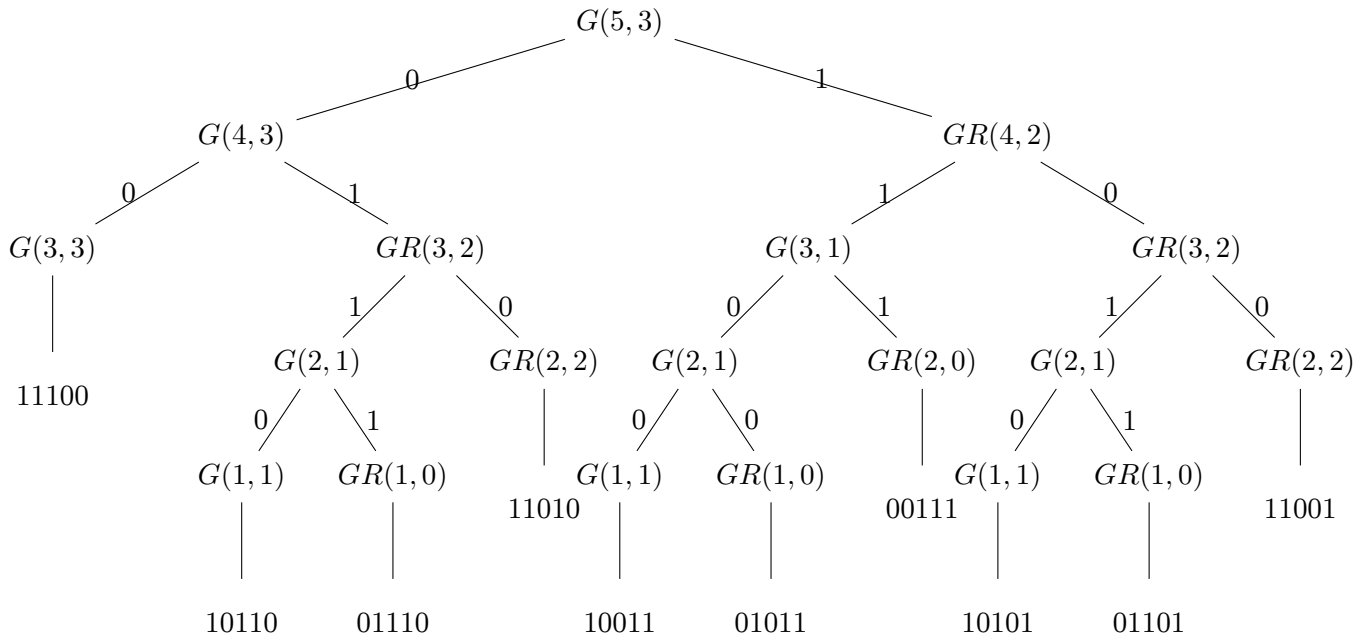 G(5, 3)
0 1
G(4, 3) GR(4, 2)
0 1 1 0
G(3, 3) GR(3, 2) G(3, 1) GR(3, 2)
1 0 0 1 1 0
G(2, 1) GR(2, 2) G(2, 1) GR(2, 0) G(2, 1) GR(2, 2)
11100
0 1 0 0 0 1
G(1, 1) GR(1, 0) G(1, 1) GR(1, 0) G(1, 1) GR(1, 0)
11010 00111 11001
10110 01110 10011 01011 10101 01101